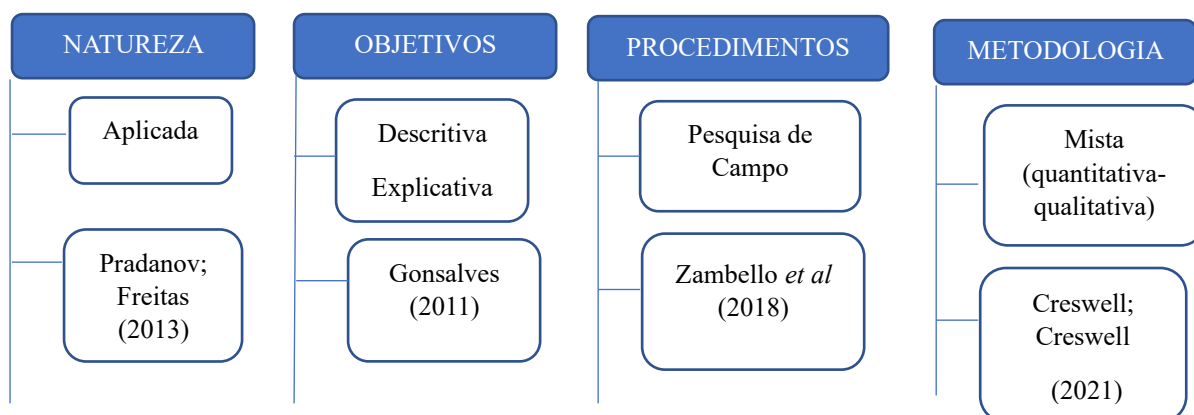 NATUREZA
Aplicada
Pradanov;
Freitas
(2013)
OBJETIVOS
Descritiva
Explicativa
Gonsalves
(2011)
PROCEDIMENTOS
Pesquisa de
Campo
Zambello et al
(2018)
METODOLOGIA
Mista
(quantitativa-
qualitativa)
Creswell;
Creswell
(2021)